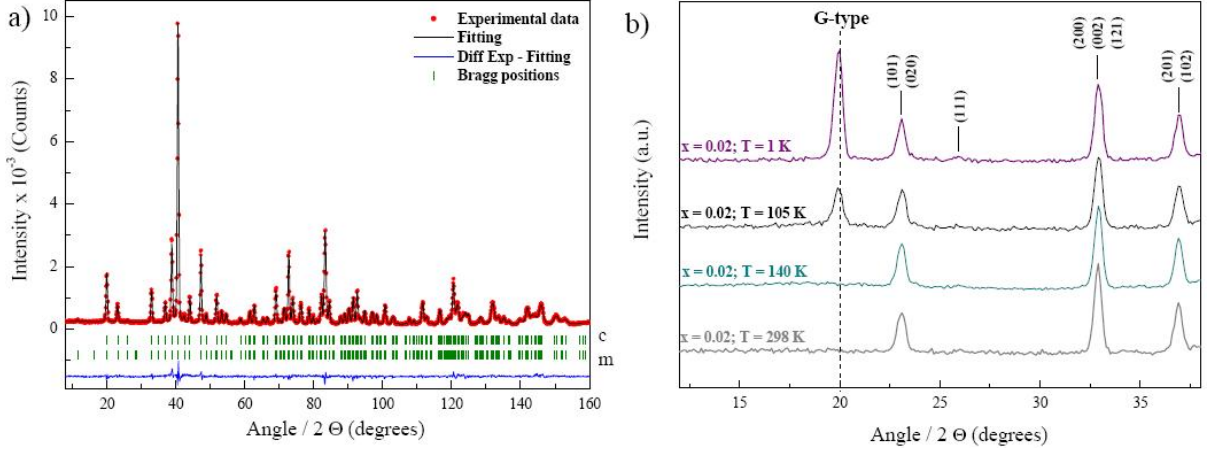 a)
10
8
6
4
2
0
Intensity x 10⁻³ (Counts)
Experimental data
Fitting
Diff Exp - Fitting
Bragg positions
c
m
20 40 60 80 100 120 140 160
Angle / 2 Θ (degrees)
b)
G-type
(101)
(020)
(111)
(200)
(002)
(121)
(201)
(102)
x = 0.02; T = 1 K
x = 0.02; T = 105 K
x = 0.02; T = 140 K
x = 0.02; T = 298 K
Intensity (a.u.)
15 20 25 30 35
Angle / 2 Θ (degrees)